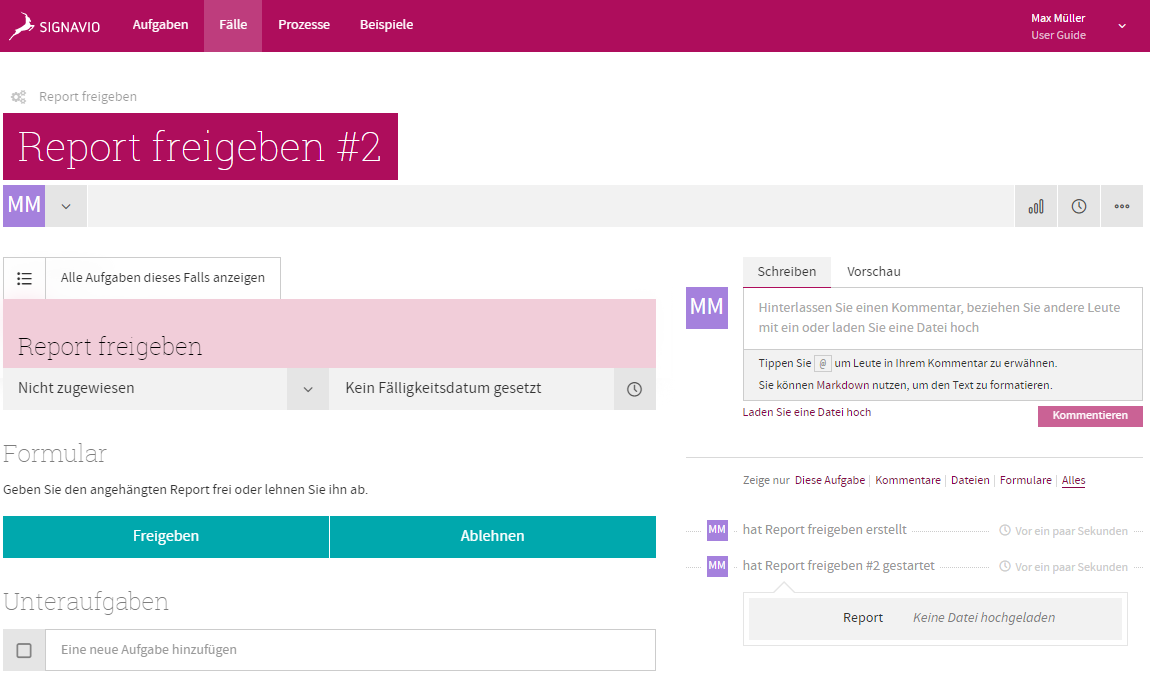 SIGNAVIO Aufgaben Fälle Prozesse Beispiele
Max Müller
User Guide
Report freigeben
Report freigeben #2
MM
Alle Aufgaben dieses Falls anzeigen
Report freigeben
Nicht zugewiesen Kein Fälligkeitsdatum gesetzt
Formular
Geben Sie den angehängten Report frei oder lehnen Sie ihn ab.
Freigeben Ablehnen
Unteraufgaben
Eine neue Aufgabe hinzufügen
Schreiben Vorschau
MM
Hinterlassen Sie einen Kommentar, beziehen Sie andere Leute
mit ein oder laden Sie eine Datei hoch
Tippen Sie @ um Leute in Ihrem Kommentar zu erwähnen.
Sie können Markdown nutzen, um den Text zu formatieren.
Laden Sie eine Datei hoch Kommentieren
Zeige nur Diese Aufgabe Kommentare Dateien Formulare Alles
MM hat Report freigeben erstellt Vor ein paar Sekunden
MM hat Report freigeben #2 gestartet Vor ein paar Sekunden
Report Keine Datei hochgeladen